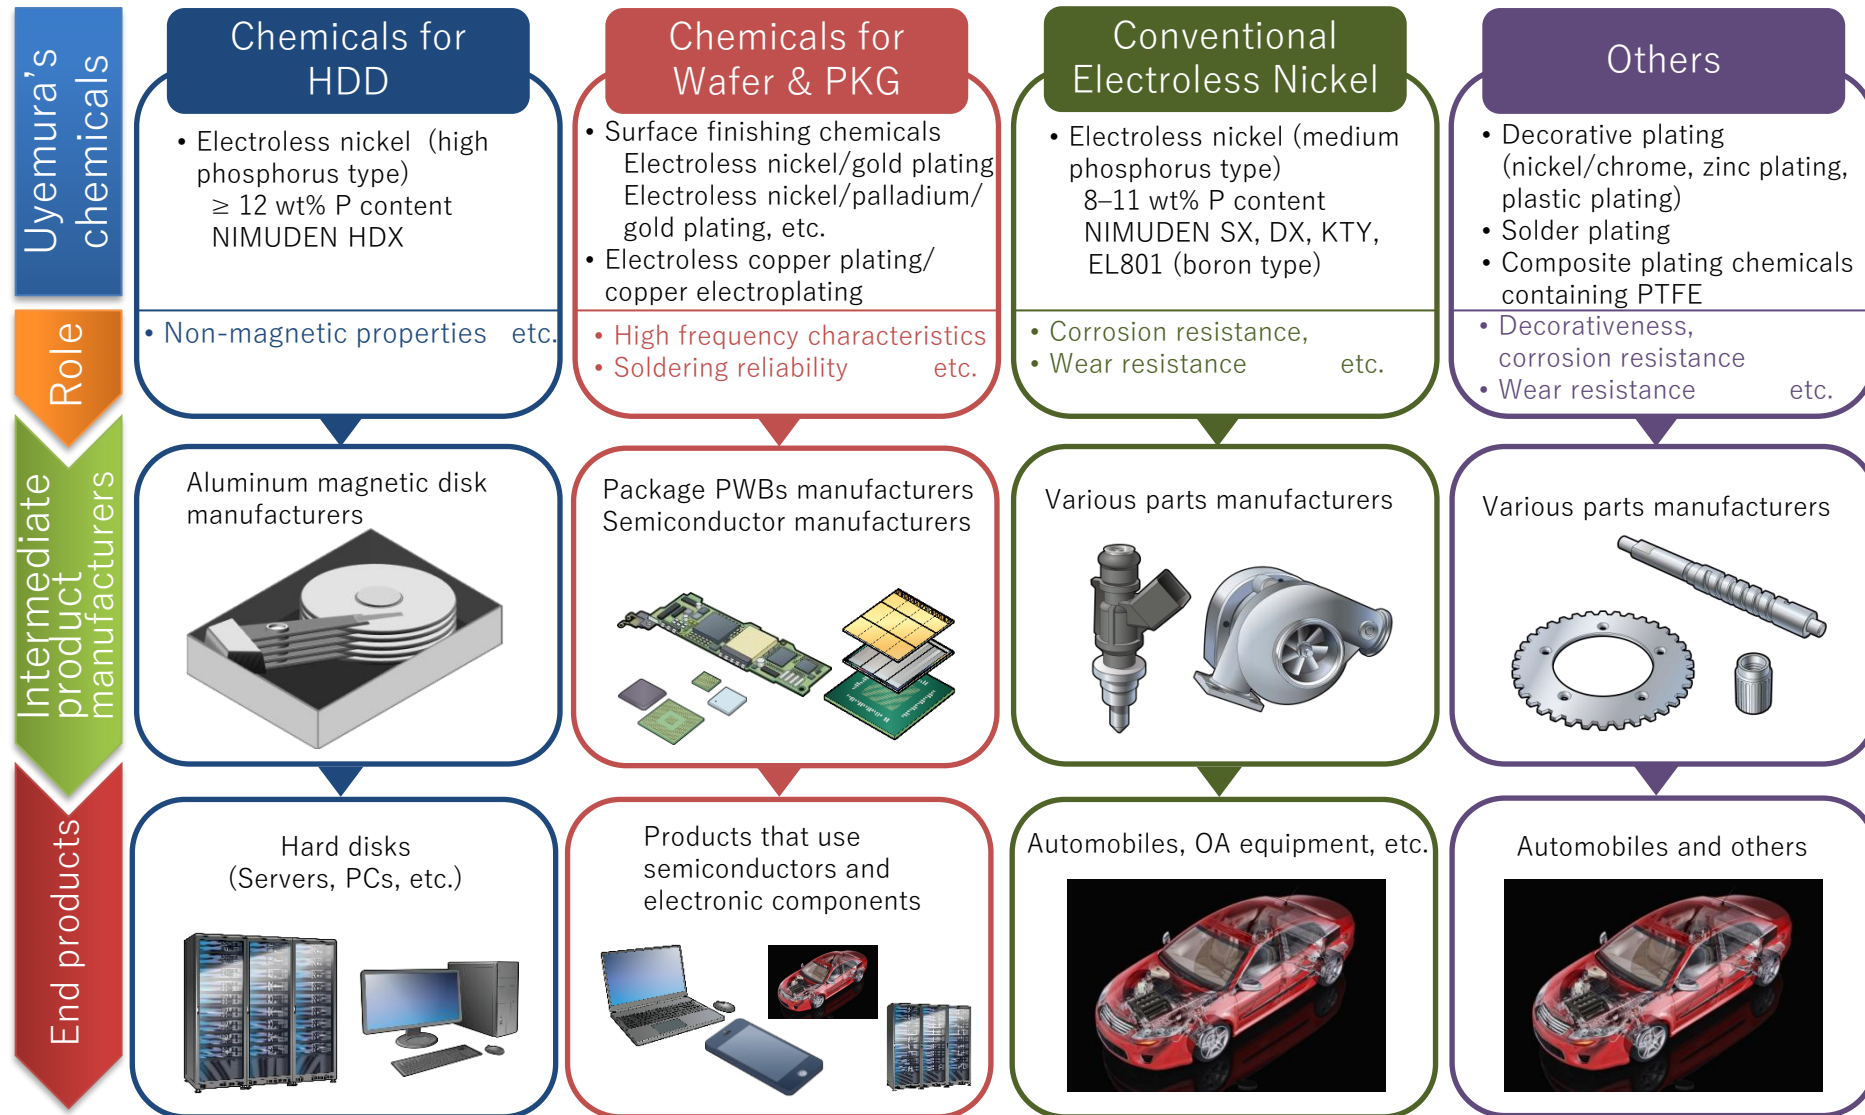 Uyemura's
chemicals
Chemicals for
HDD
• Electroless nickel (high
phosphorus type)
≥ 12 wt% P content
NIMUDEN HDX
Chemicals for
Wafer & PKG
• Surface finishing chemicals
Electroless nickel/gold plating
Electroless nickel/palladium/
gold plating, etc.
• Electroless copper plating/
copper electroplating
Conventional
Electroless Nickel
• Electroless nickel (medium
phosphorus type)
8–11 wt% P content
NIMUDEN SX, DX, KTY,
EL801 (boron type)
Others
• Decorative plating
(nickel/chrome, zinc plating,
plastic plating)
• Solder plating
• Composite plating chemicals
containing PTFE
Role
• Non-magnetic properties etc.
• High frequency characteristics
• Soldering reliability etc.
• Corrosion resistance,
• Wear resistance etc.
• Decorativeness,
corrosion resistance
• Wear resistance etc.
Intermediate
product
manufacturers
Aluminum magnetic disk
manufacturers
Package PWBs manufacturers
Semiconductor manufacturers
Various parts manufacturers
Various parts manufacturers
End products
Hard disks
(Servers, PCs, etc.)
Products that use
semiconductors and
electronic components
Automobiles, OA equipment, etc.
Automobiles and others